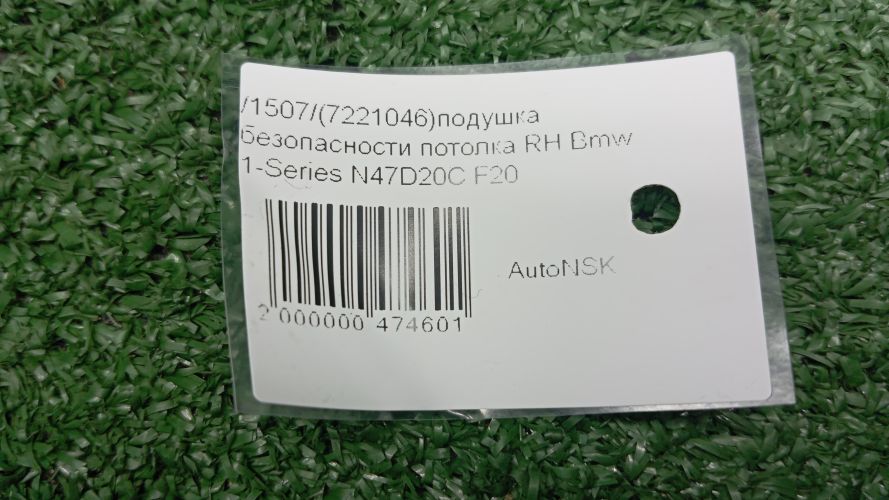 /1507/(7221046)подушка
безопасности потолка RH Bmw
1-Series N47D20C F20
AutoNSK
2 000000 474601